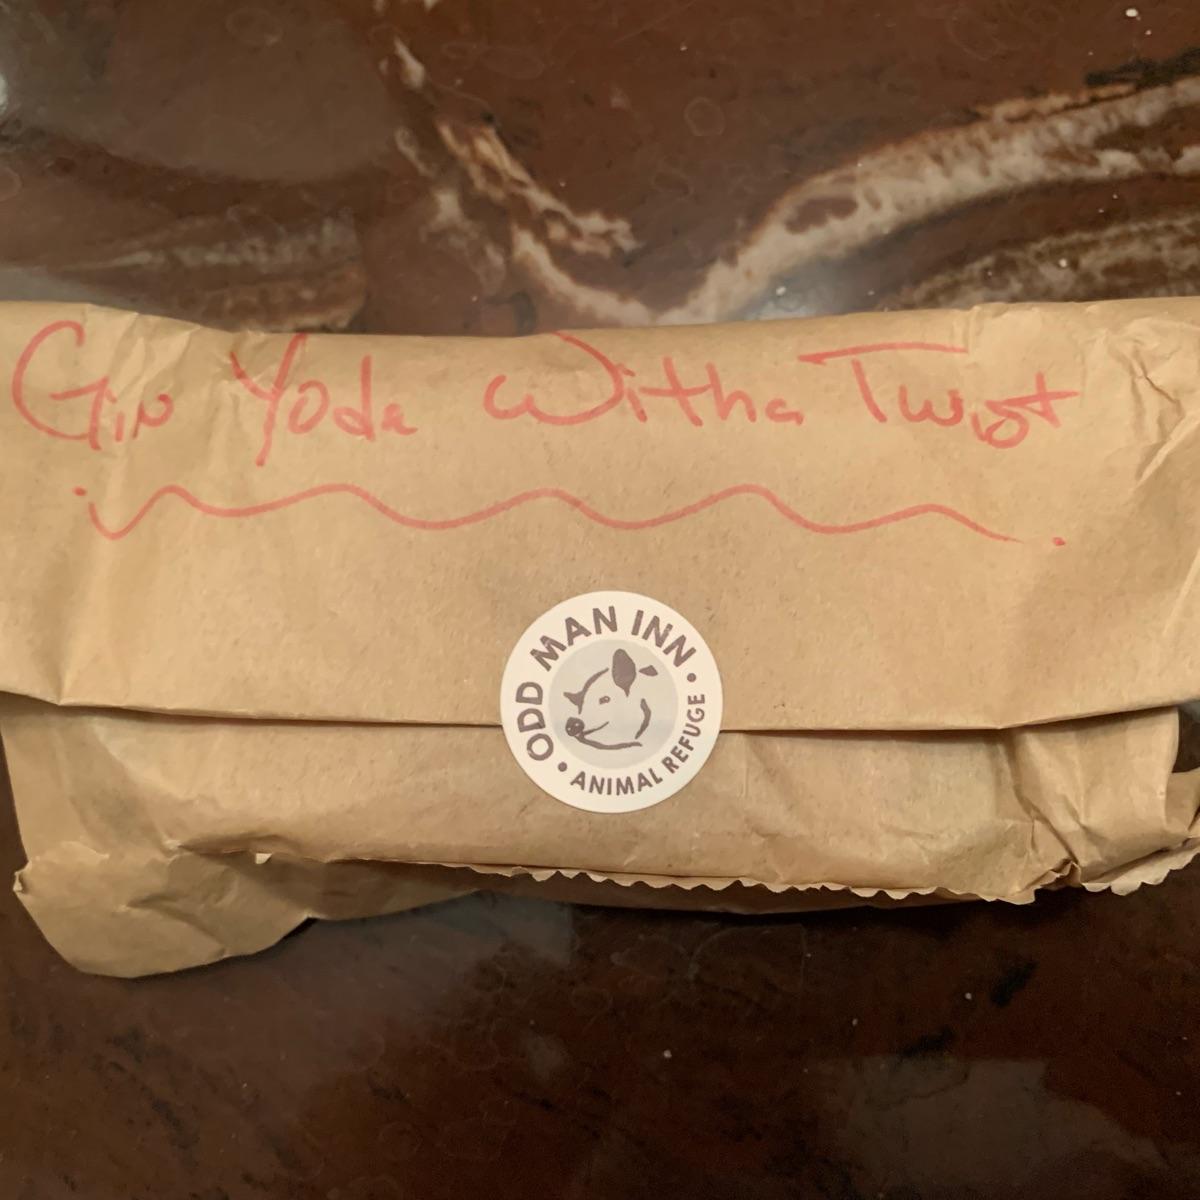 Gin Yoda With a Twist
ODD MAN INN
• ANIMAL REFUGE •